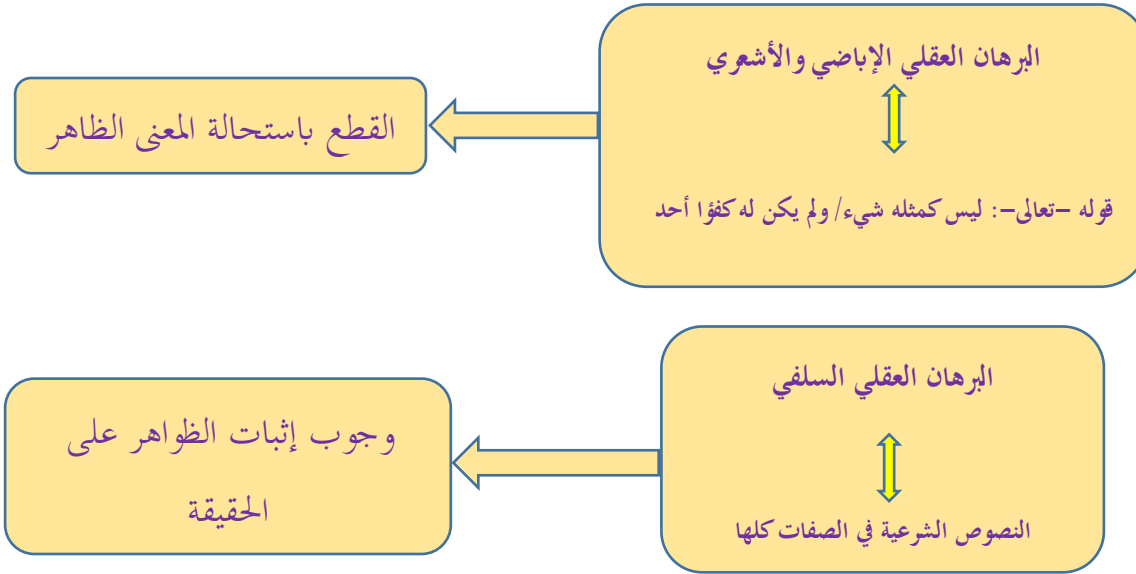 البرهان العقلي الإباضي والأشعري
قوله –تعالى–: ليس كمثله شيء/ ولم يكن له كفؤا أحد
القطع باستحالة المعنى الظاهر
البرهان العقلي السلفي
النصوص الشرعية في الصفات كلها
وجوب إثبات الظواهر على
الحقيقة